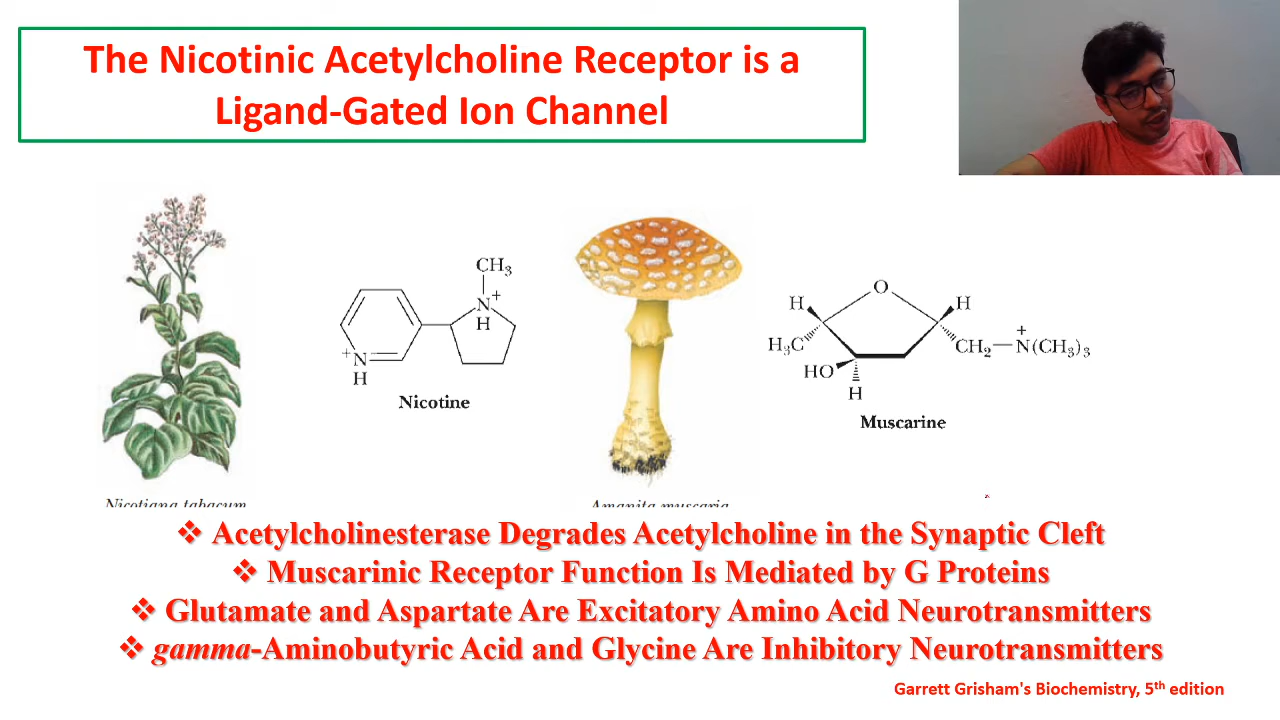 The Nicotinic Acetylcholine Receptor is a
Ligand-Gated Ion Channel
CH3
N+
H
+N
H
Nicotine
O
H
H
H3C
HO
H
CH2—N(CH3)3
+
Muscarine
Nicotiana tabacum
Amanita muscaria
❖ Acetylcholinesterase Degrades Acetylcholine in the Synaptic Cleft
❖ Muscarinic Receptor Function Is Mediated by G Proteins
❖ Glutamate and Aspartate Are Excitatory Amino Acid Neurotransmitters
❖ gamma-Aminobutyric Acid and Glycine Are Inhibitory Neurotransmitters
Garrett Grisham's Biochemistry, 5th edition